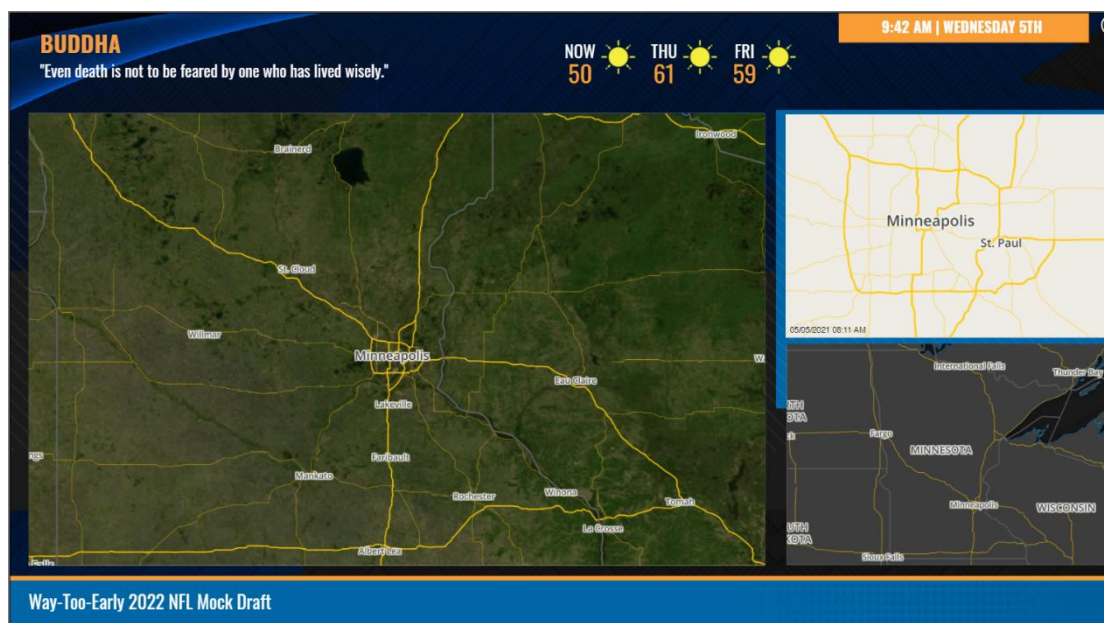 BUDDHA
"Even death is not to be feared by one who has lived wisely."
NOW
50
THU
61
FRI
59
9:42 AM | WEDNESDAY 5TH
Brainerd
Ironwood
St. Cloud
Willmar
Minneapolis
Eau Claire
Lakeville
Faribault
Mankato
Rochester
Winona
Tomah
La Crosse
Albert Lea
Falls
Minneapolis
St. Paul
05/05/2021 08:11 AM
International Falls
Thunder Bay
Fargo
MINNESOTA
Minneapolis
WISCONSIN
Sioux Falls
Way-Too-Early 2022 NFL Mock Draft